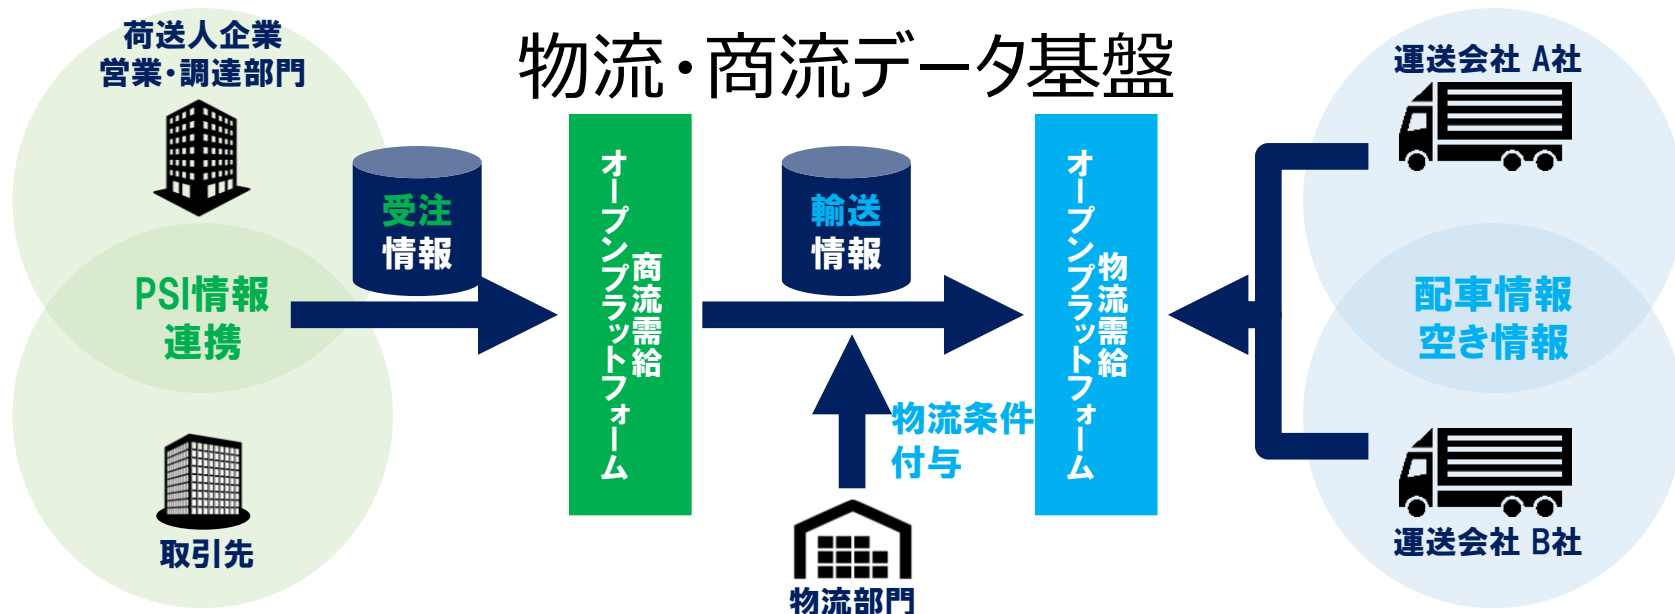 物流・商流データ基盤
荷送人企業
営業・調達部門
PSI情報
連携
取引先
受注
情報
商流需給
オープンプラットフォーム
輸送
情報
物流条件
付与
物流部門
物流需給
オープンプラットフォーム
運送会社 A社
配車情報
空き情報
運送会社 B社